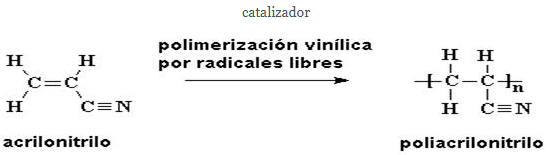 catalizador
polimerización vinílica
por radicales libres
H H
C=C
H C≡N
acrilonitrilo
H H
C–C n
H C≡N
poliacrilonitrilo